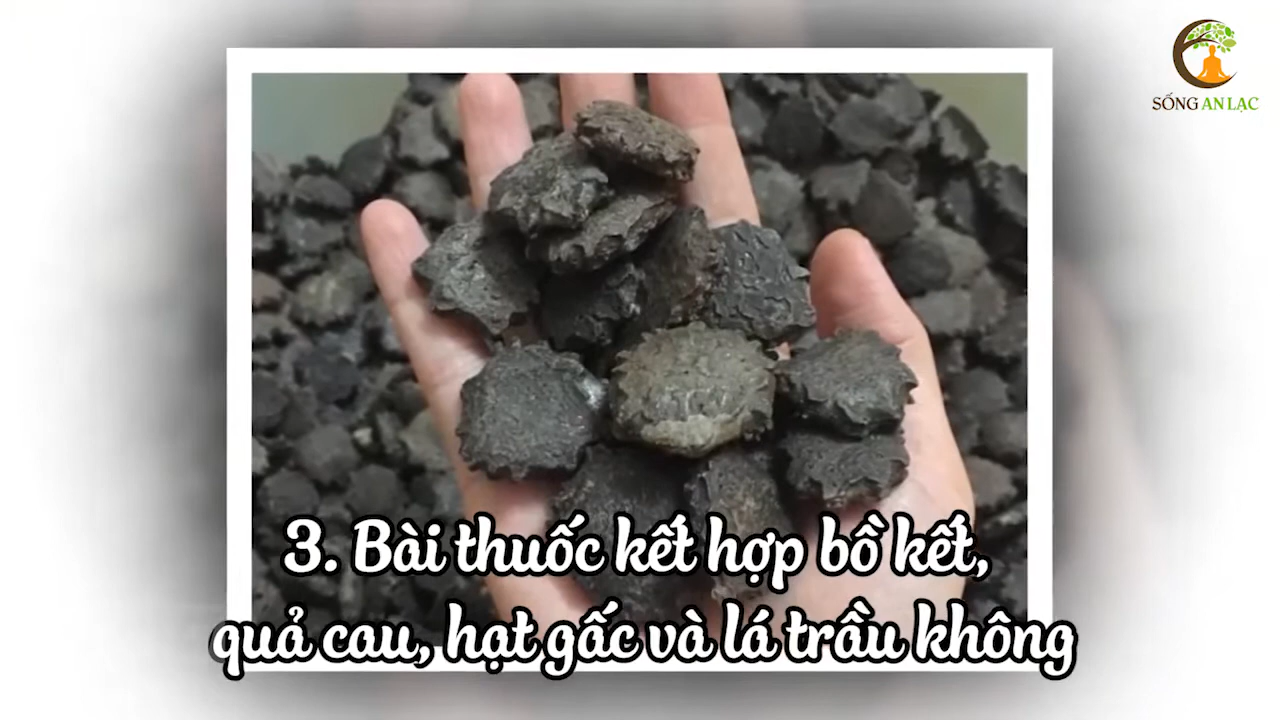 SỐNG AN LẠC
3. Bài thuốc kết hợp bồ kết,
quả cau, hạt gấc và lá trầu không